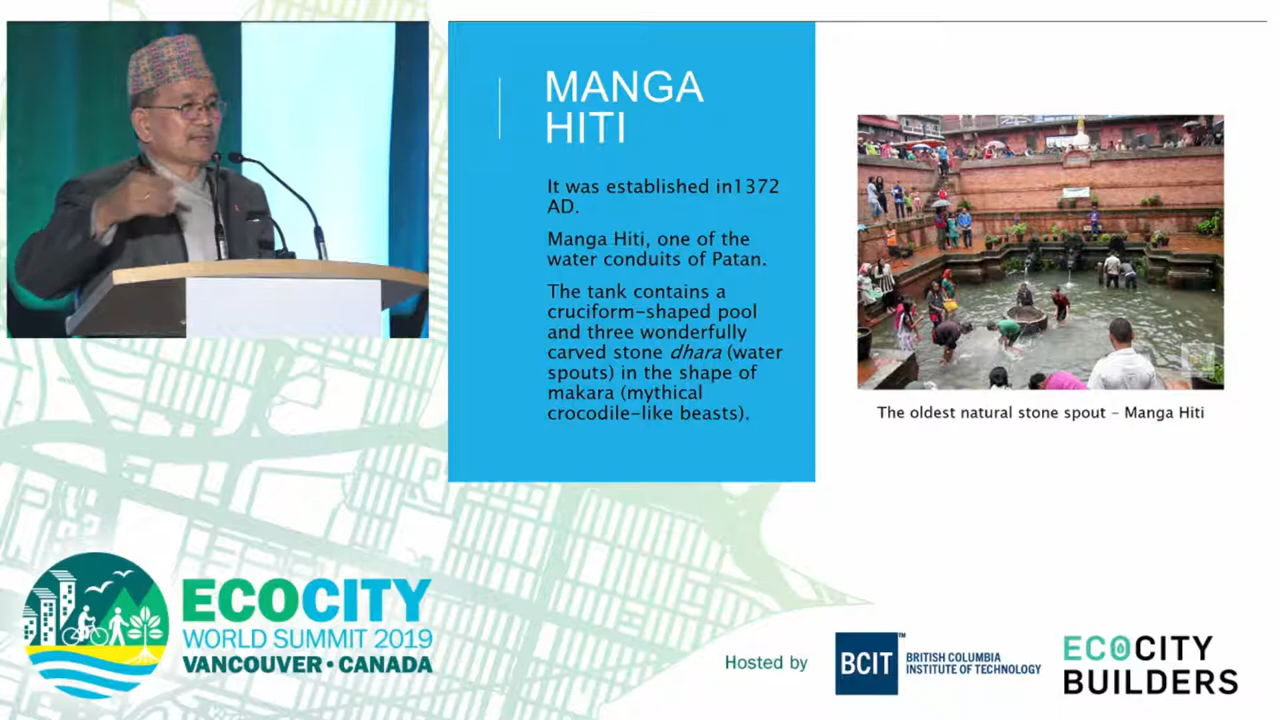 MANGA
HITI
It was established in1372
AD.
Manga Hiti, one of the
water conduits of Patan.
The tank contains a
cruciform-shaped pool
and three wonderfully
carved stone dhara (water
spouts) in the shape of
makara (mythical
crocodile-like beasts).
The oldest natural stone spout – Manga Hiti
ECOCITY
WORLD SUMMIT 2019
VANCOUVER • CANADA
Hosted by
BCIT™
BRITISH COLUMBIA
INSTITUTE OF TECHNOLOGY
ECOCITY
BUILDERS